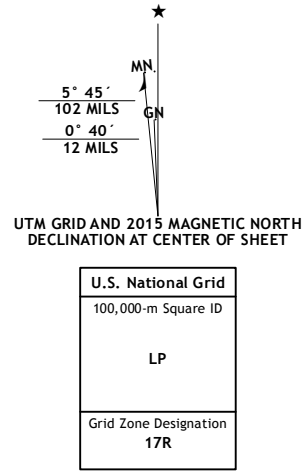 ★
MN.
5° 45´
102 MILS
GN
0° 40´
12 MILS
UTM GRID AND 2015 MAGNETIC NORTH
DECLINATION AT CENTER OF SHEET
U.S. National Grid
100,000-m Square ID
LP
Grid Zone Designation
17R